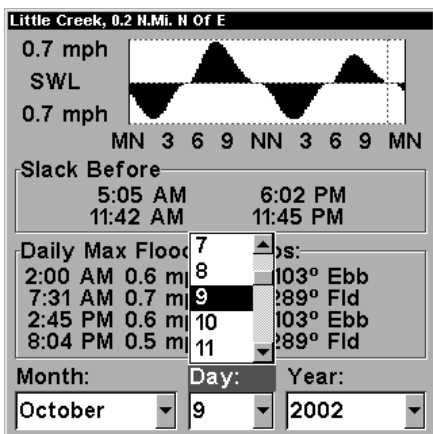 Little Creek, 0.2 N.Mi. N Of E
0.7 mph
SWL
0.7 mph
MN 3 6 9 NN 3 6 9 MN
Slack Before
5:05 AM 6:02 PM
11:42 AM 11:45 PM
Daily Max Flood
2:00 AM 0.6 103º Ebb
7:31 AM 0.7 289º Fld
2:45 PM 0.6 103º Ebb
8:04 PM 0.5 289º Fld
7
8
9
10
11
Month: Day: Year:
October 9 2002